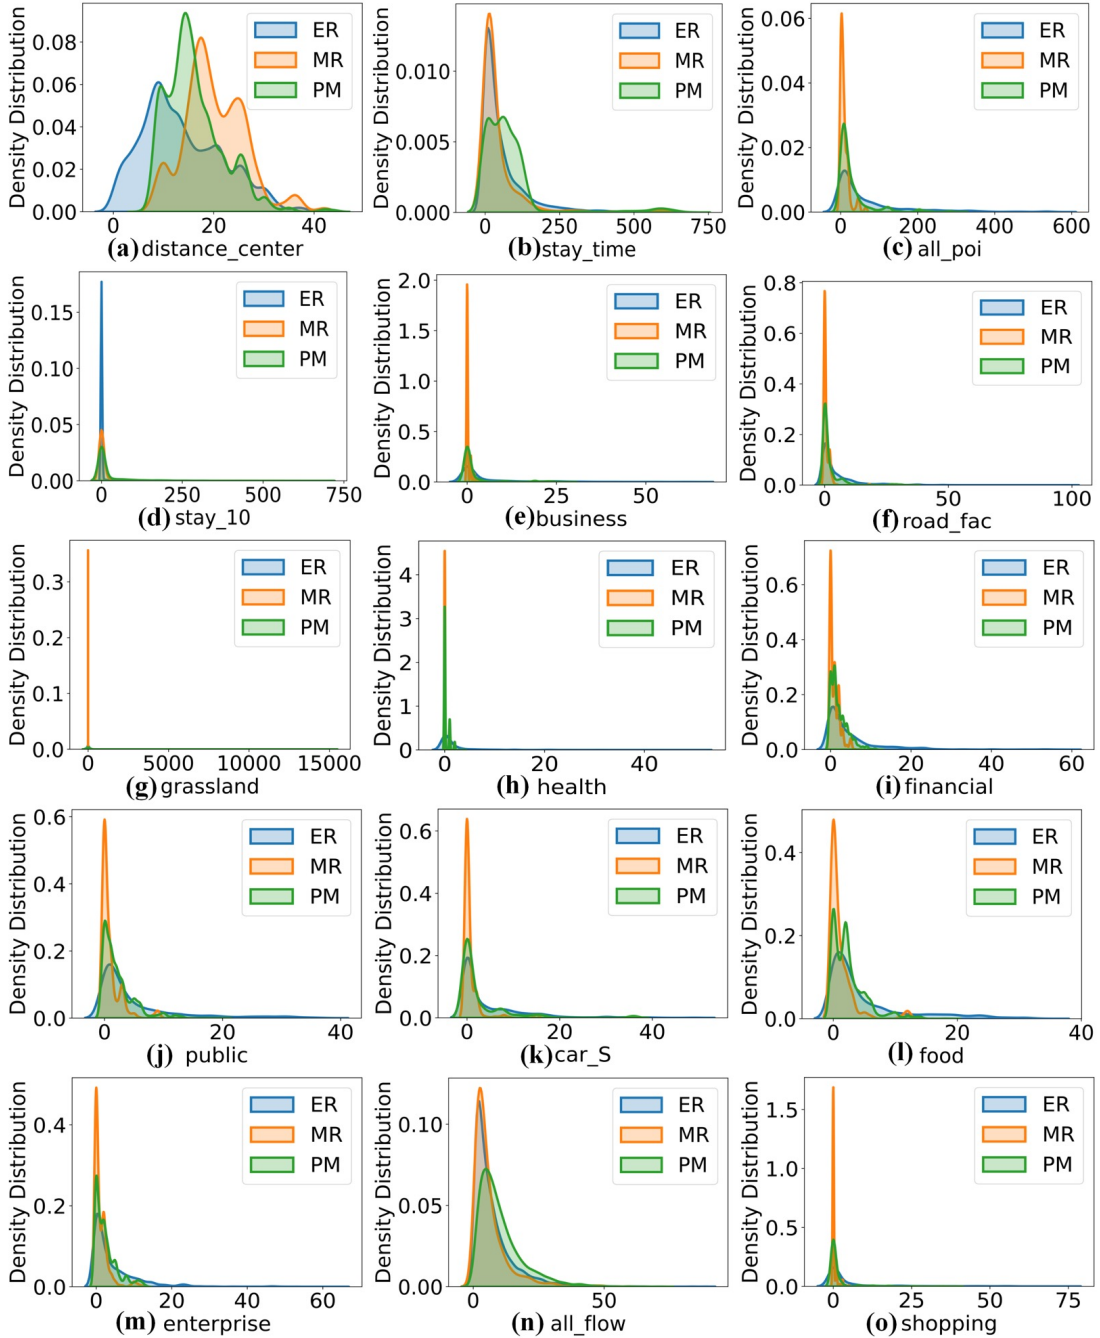 Density Distribution
0.08
0.06
0.04
0.02
0.00
0 20 40
ER
MR
PM
(a) distance_center
Density Distribution
0.010
0.005
0.000
0 250 500 750
ER
MR
PM
(b) stay_time
Density Distribution
0.06
0.04
0.02
0.00
0 200 400 600
ER
MR
PM
(c) all_poi
Density Distribution
0.15
0.10
0.05
0.00
0 250 500 750
ER
MR
PM
(d) stay_10
Density Distribution
2.0
1.5
1.0
0.5
0.0
0 25 50
ER
MR
PM
(e) business
Density Distribution
0.8
0.6
0.4
0.2
0.0
0 50 100
ER
MR
PM
(f) road_fac
Density Distribution
0.3
0.2
0.1
0.0
0 5000 10000 15000
ER
MR
PM
(g) grassland
Density Distribution
4
3
2
1
0
0 20 40
ER
MR
PM
(h) health
Density Distribution
0.6
0.4
0.2
0.0
0 20 40 60
ER
MR
PM
(i) financial
Density Distribution
0.6
0.4
0.2
0.0
0 20 40
ER
MR
PM
(j) public
Density Distribution
0.6
0.4
0.2
0.0
0 20 40
ER
MR
PM
(k) car_S
Density Distribution
0.4
0.2
0.0
0 20 40
ER
MR
PM
(l) food
Density Distribution
0.4
0.2
0.0
0 20 40 60
ER
MR
PM
(m) enterprise
Density Distribution
0.10
0.05
0.00
0 50
ER
MR
PM
(n) all_flow
Density Distribution
1.5
1.0
0.5
0.0
0 25 50 75
ER
MR
PM
(o) shopping